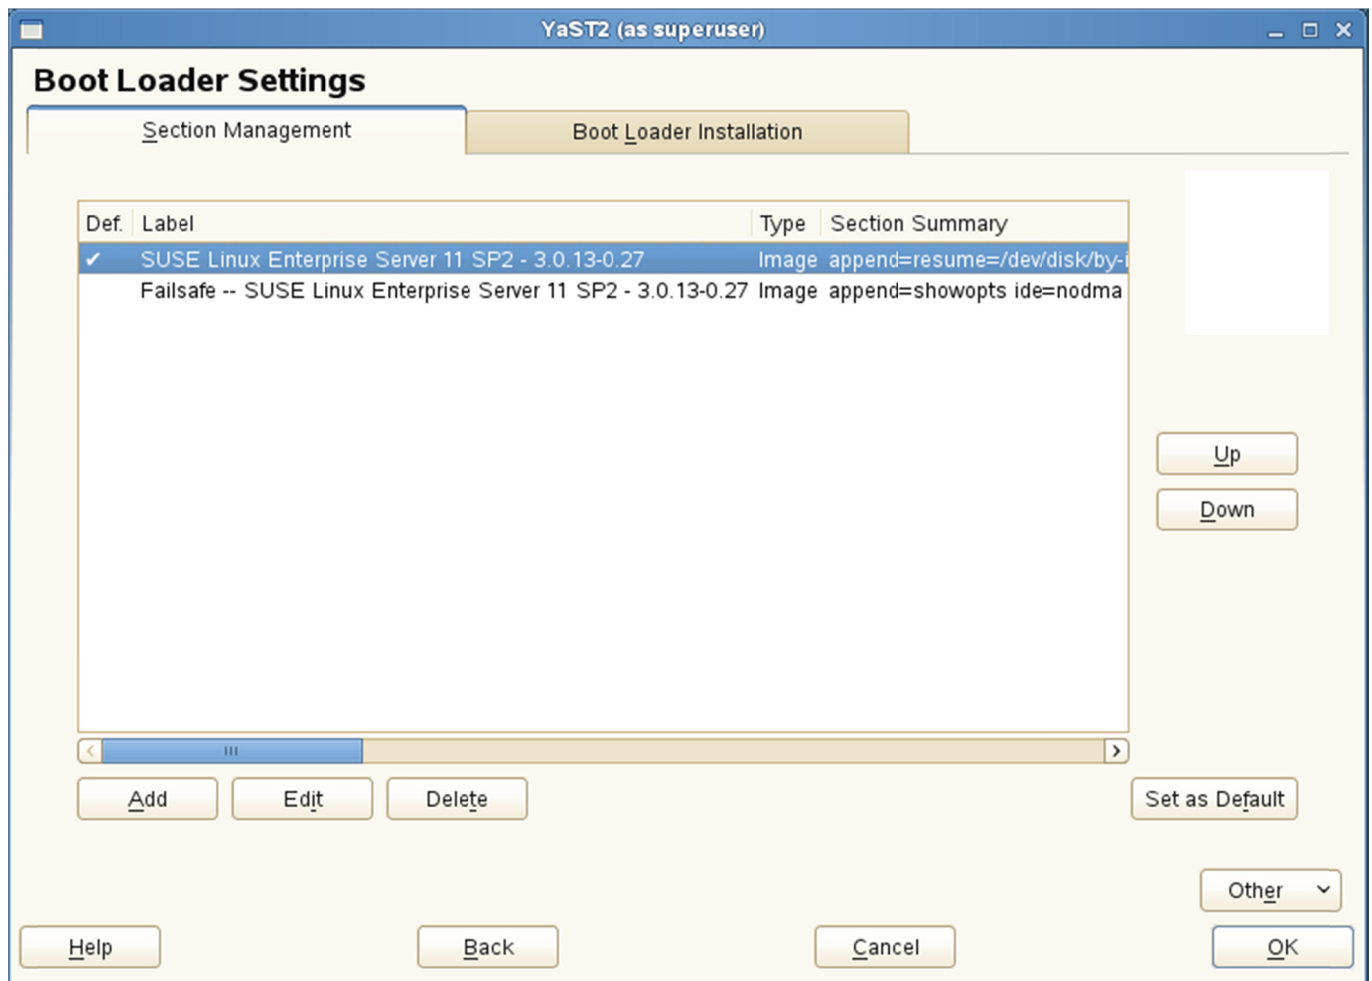 YaST2 (as superuser)
Boot Loader Settings
Section Management
Boot Loader Installation
Def. Label Type Section Summary
✔ SUSE Linux Enterprise Server 11 SP2 - 3.0.13-0.27 Image append=resume=/dev/disk/by-i
Failsafe -- SUSE Linux Enterprise Server 11 SP2 - 3.0.13-0.27 Image append=showopts ide=nodma
Up
Down
Add Edit Delete Set as Default
Other
Help Back Cancel OK